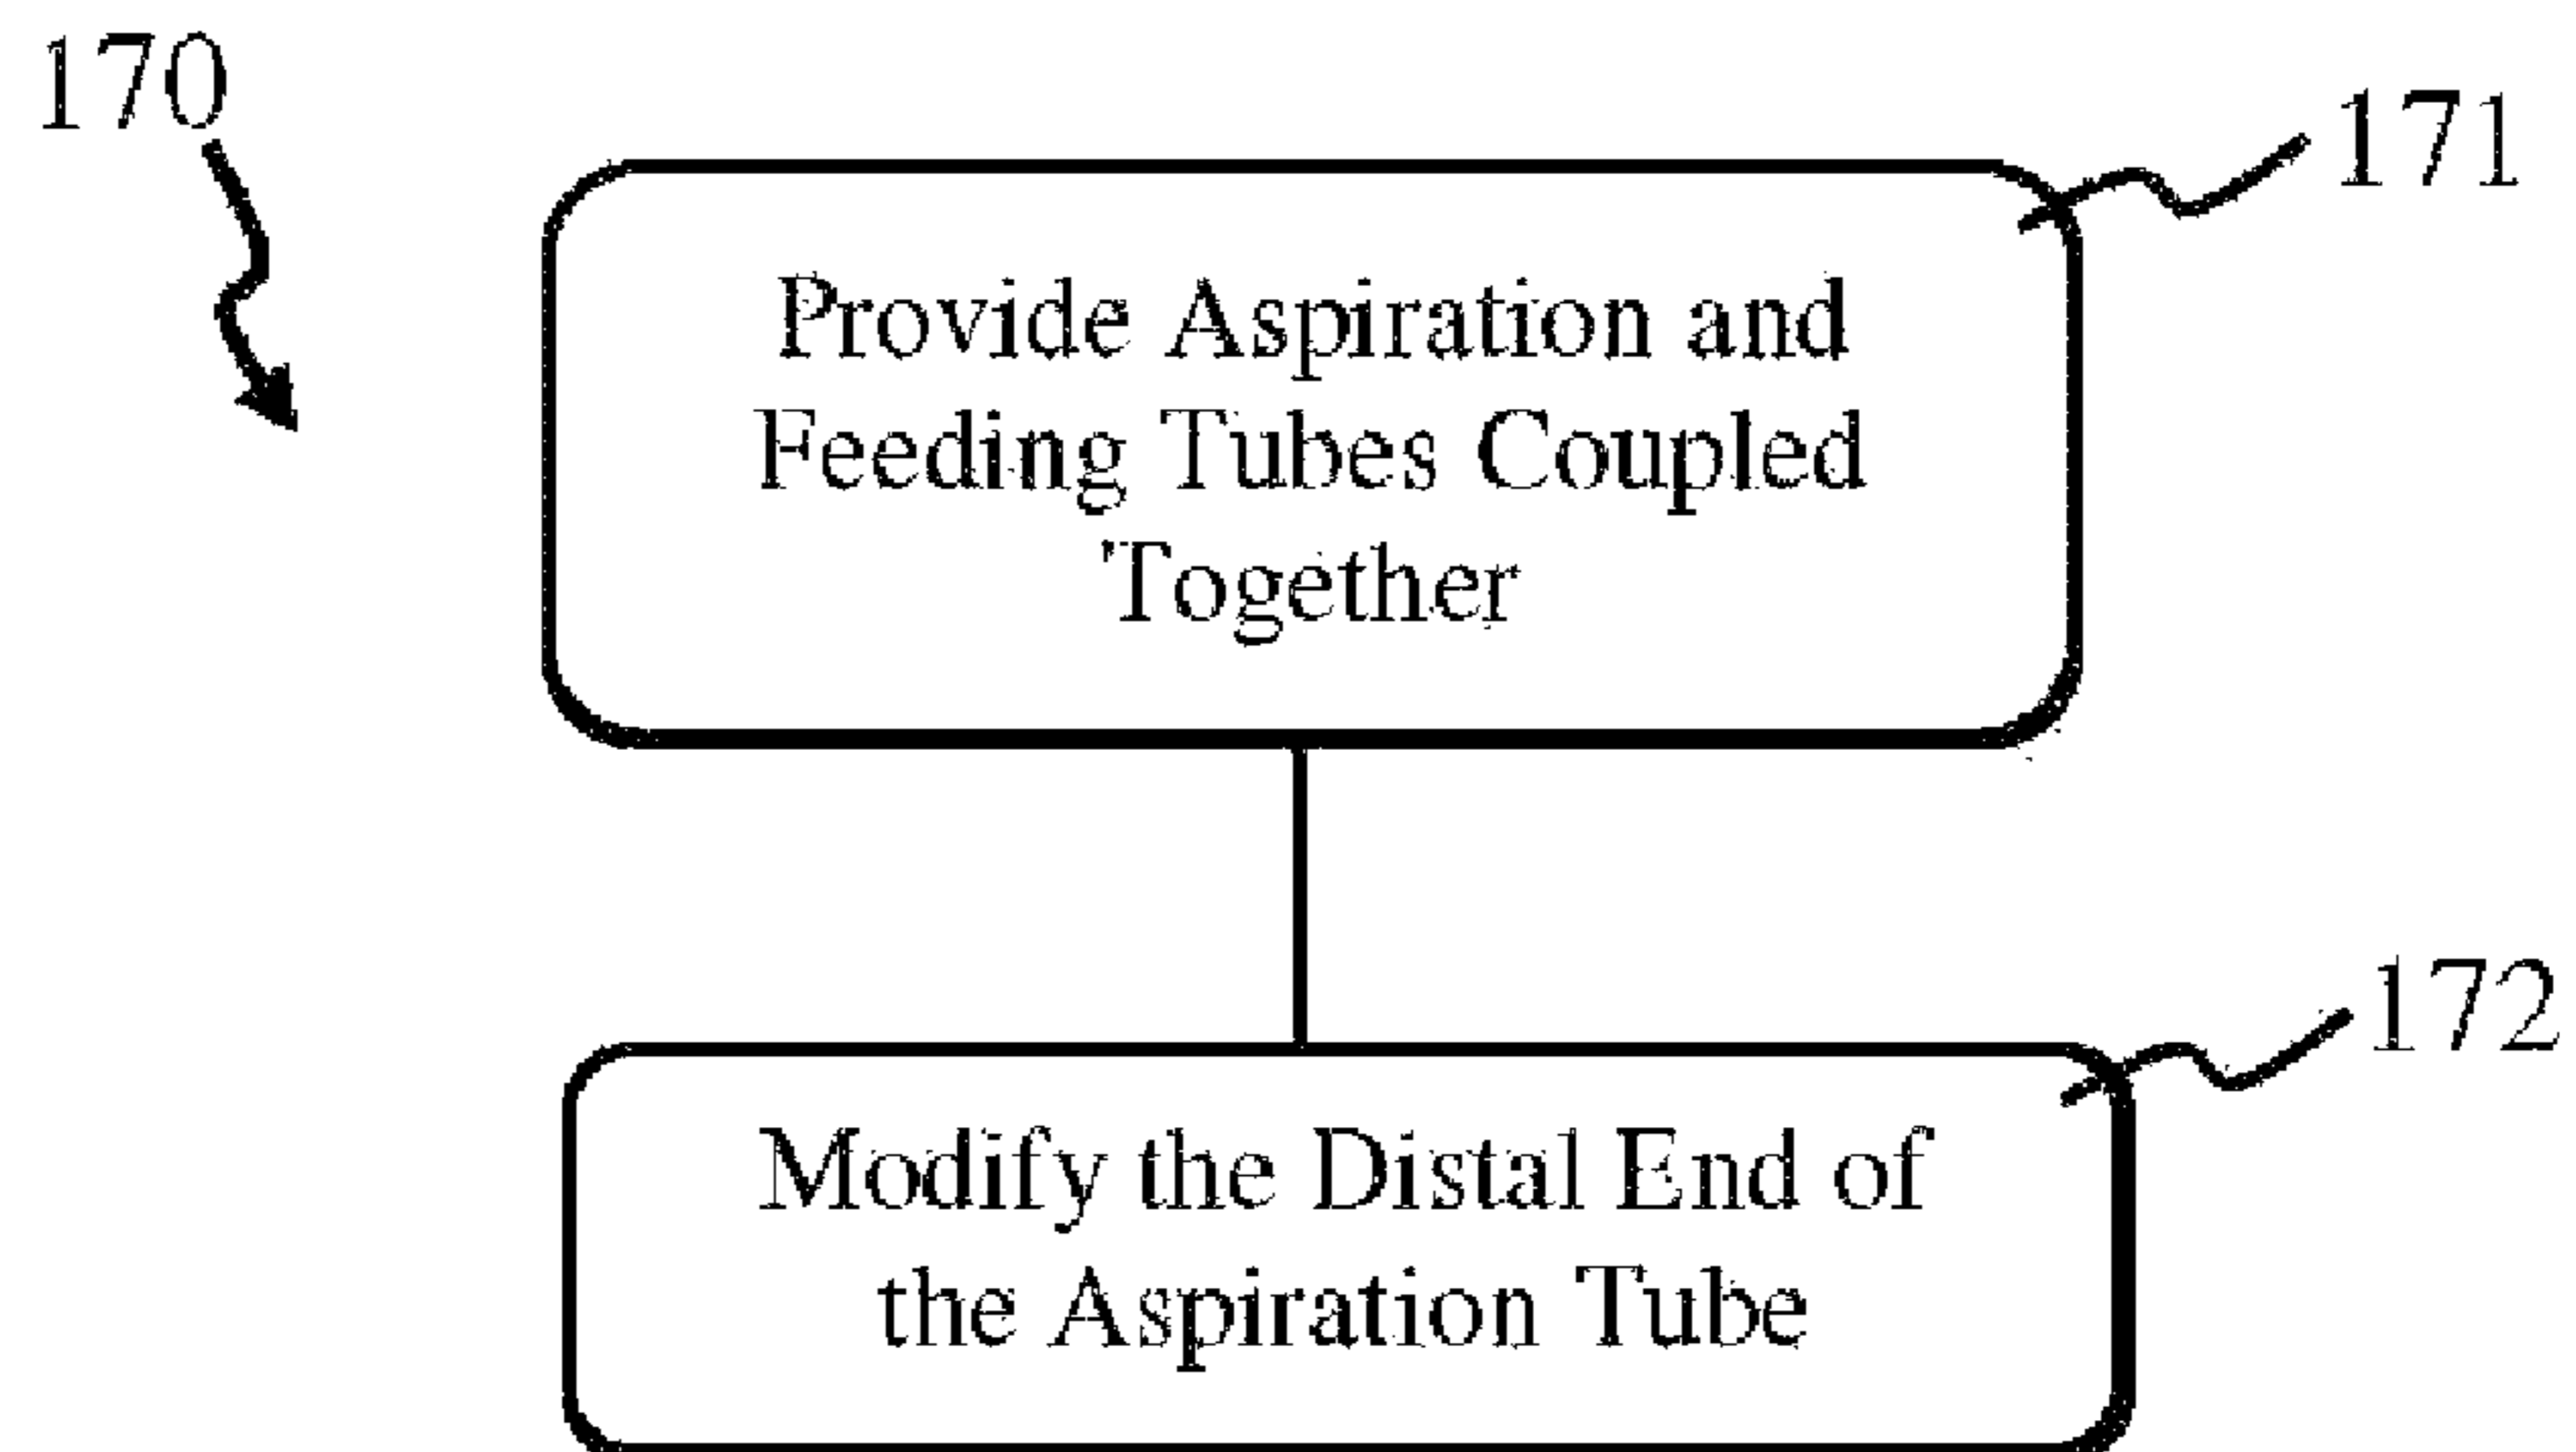 170
171
Provide Aspiration and
Feeding Tubes Coupled
Together
172
Modify the Distal End of
the Aspiration Tube